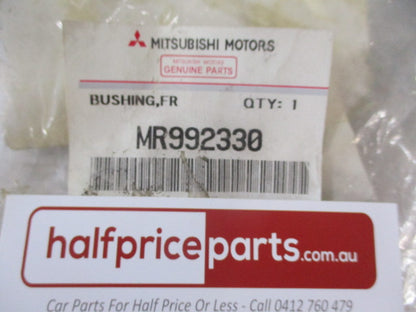 MITSUBISHI MOTORS
MITSUBISHI MOTORS
GENUINE PARTS
BUSHING,FR QTY: 1
MR992330
halfpriceparts.com.au
Car Parts For Half Price Or Less - Call 0412 760 479